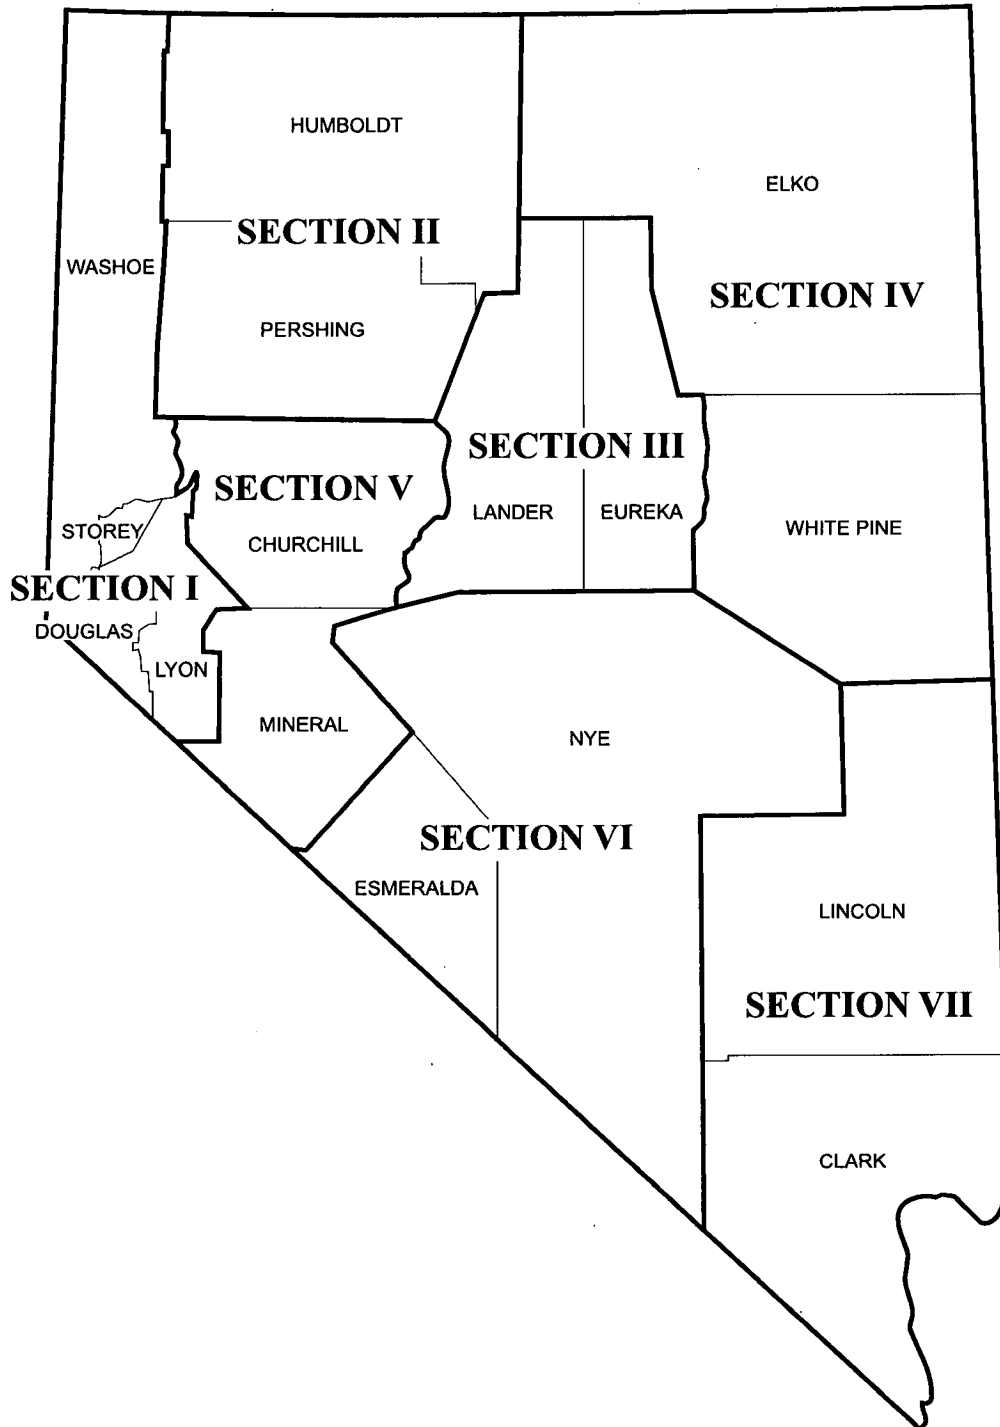 HUMBOLDT
ELKO
SECTION II
WASHOE
SECTION IV
PERSHING
SECTION III
SECTION V
LANDER
EUREKA
STOREY
WHITE PINE
CHURCHILL
SECTION I
DOUGLAS
LYON
MINERAL
NYE
SECTION VI
ESMERALDA
LINCOLN
SECTION VII
CLARK